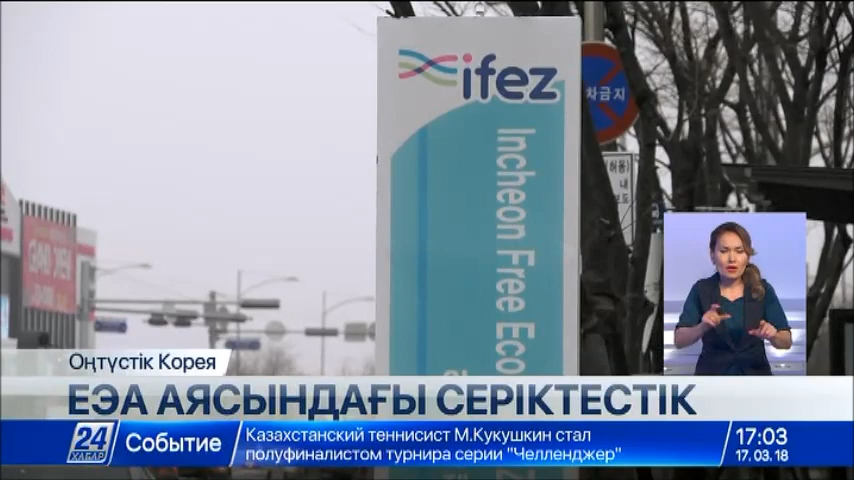 ifez
Incheon Free Eco
차금지
Оңтүстік Корея
ЕЭА АЯСЫНДАҒЫ СЕРІКТЕСТІК
24
ХАБАР
Событие
Казахстанский теннисист М.Кукушкин стал
полуфиналистом турнира серии "Челленджер"
17:03
17.03.18